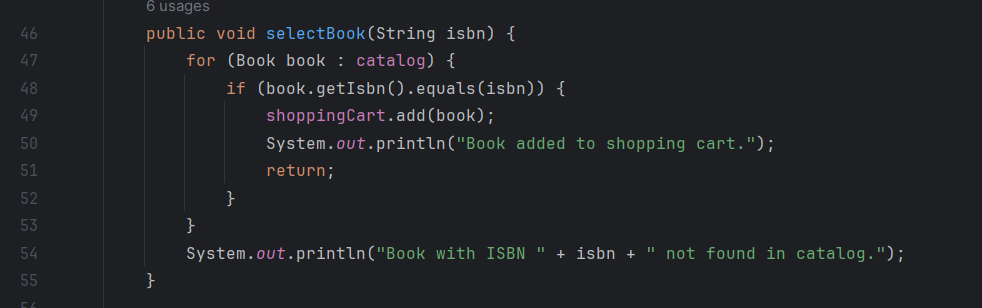 6 usages
46 public void selectBook(String isbn) {
47 for (Book book : catalog) {
48 if (book.getIsbn().equals(isbn)) {
49 shoppingCart.add(book);
50 System.out.println("Book added to shopping cart.");
51 return;
52 }
53 }
54 System.out.println("Book with ISBN " + isbn + " not found in catalog.");
55 }
56